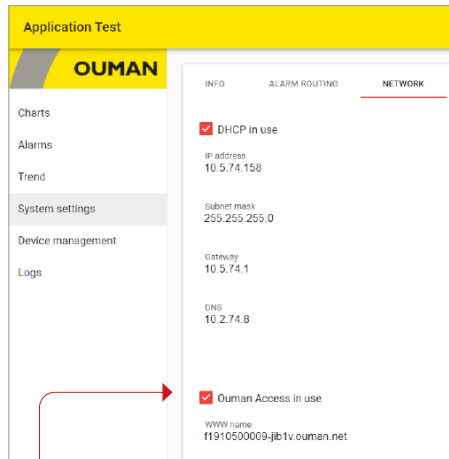 Application Test
OUMAN
Charts
Alarms
Trend
System settings
Device management
Logs
INFO ALARM ROUTING NETWORK
DHCP in use
IP address
10.5.74.158
Subnet mask
255.255.255.0
Gateway
10.5.74.1
DNS
10.2.74.8
Ouman Access in use
WWW name
f1910500009-jib1v.ouman.net